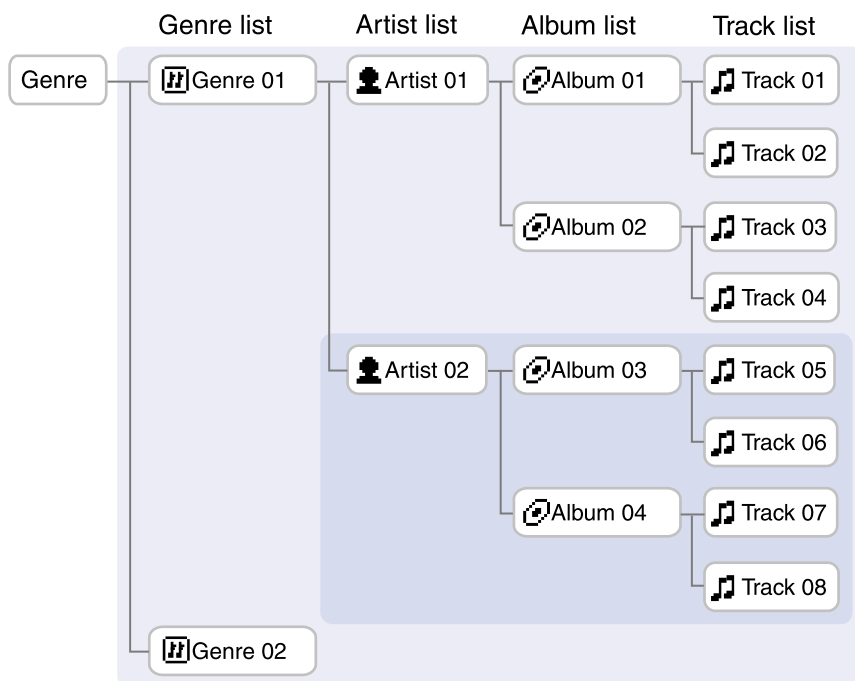 Genre list Artist list Album list Track list
Genre Genre 01 Artist 01 Album 01 Track 01
Track 02
Album 02 Track 03
Track 04
Artist 02 Album 03 Track 05
Track 06
Album 04 Track 07
Track 08
Genre 02